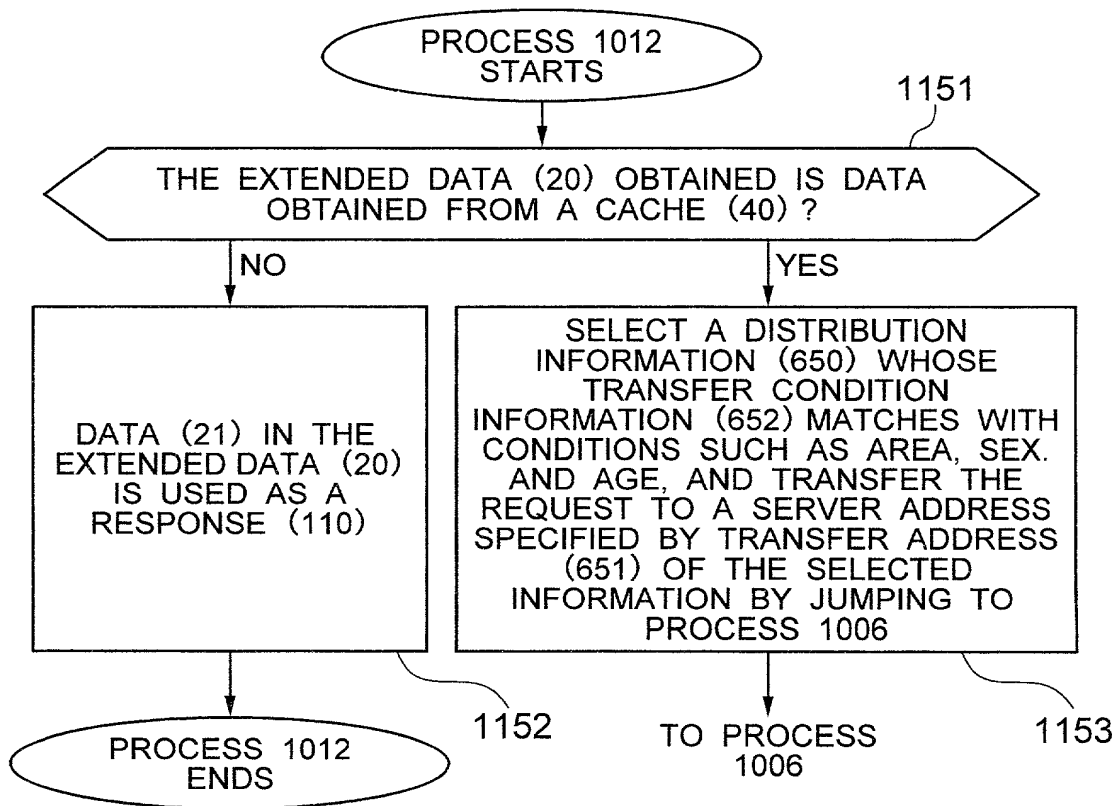 PROCESS 1012
STARTS
1151
THE EXTENDED DATA (20) OBTAINED IS DATA
OBTAINED FROM A CACHE (40)?
NO
YES
DATA (21) IN THE
EXTENDED DATA (20)
IS USED AS A
RESPONSE (110)
SELECT A DISTRIBUTION
INFORMATION (650) WHOSE
TRANSFER CONDITION
INFORMATION (652) MATCHES WITH
CONDITIONS SUCH AS AREA, SEX.
AND AGE, AND TRANSFER THE
REQUEST TO A SERVER ADDRESS
SPECIFIED BY TRANSFER ADDRESS
(651) OF THE SELECTED
INFORMATION BY JUMPING TO
PROCESS 1006
1152
1153
PROCESS 1012
ENDS
TO PROCESS
1006